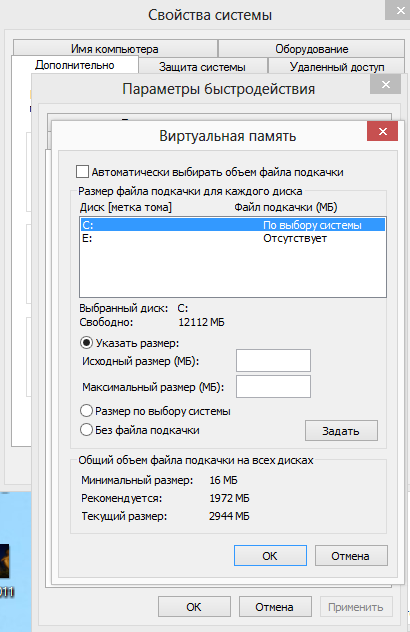 Свойства системы
Имя компьютера Оборудование
Дополнительно Защита системы Удаленный доступ
Параметры быстродействия
Виртуальная память
Автоматически выбирать объем файла подкачки
Размер файла подкачки для каждого диска
Диск [метка тома] Файл подкачки (МБ)
C: По выбору системы
E: Отсутствует
Выбранный диск: C:
Свободно: 12112 МБ
Указать размер:
Исходный размер (МБ):
Максимальный размер (МБ):
Размер по выбору системы
Без файла подкачки Задать
Общий объем файла подкачки на всех дисках
Минимальный размер: 16 МБ
Рекомендуется: 1972 МБ
Текущий размер: 2944 МБ
ОК Отмена
ОК Отмена Применить